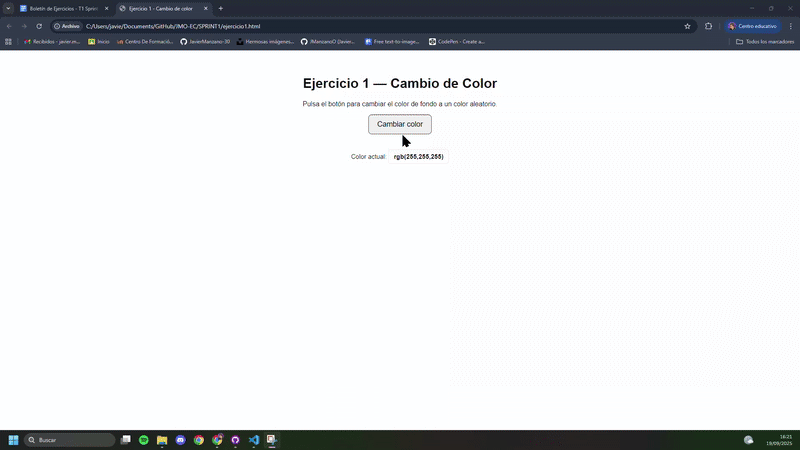 Boletín de Ejercicios - T1 Sprint
Ejercicio 1 - Cambio de color
Archivo
C:/Users/javie/Documents/GitHub/JMO-EC/SPRINT1/ejercicio1.html
Centro educativo
Recibidos - javier.m...
Inicio
Centro De Formació...
JavierManzano-30
Hermosas imágenes...
JManzanoO (Javier...
Free text-to-image...
CodePen - Create a...
Todos los marcadores
Ejercicio 1 — Cambio de Color
Pulsa el botón para cambiar el color de fondo a un color aleatorio.
Cambiar color
Color actual: rgb(255,255,255)
Buscar
16:21
19/09/2025